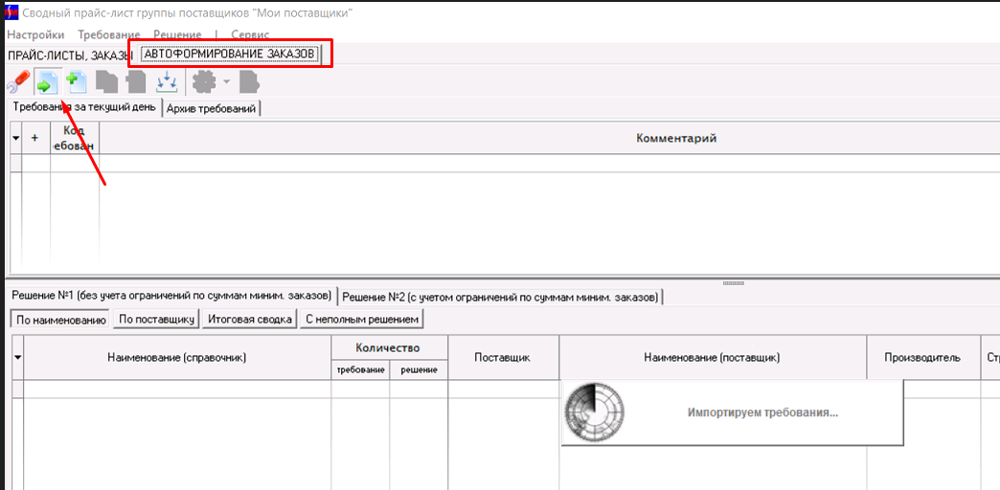 Сводный прайс-лист группы поставщиков "Мои поставщики"
Настройки Требование Решение | Сервис
ПРАЙС-ЛИСТЫ, ЗАКАЗЫ АВТОФОРМИРОВАНИЕ ЗАКАЗОВ
Требования за текущий день Архив требований
+ Код Комментарий
ебован
Решение №1 (без учета ограничений по суммам миним. заказов) Решение №2 (с учетом ограничений по суммам миним. заказов)
По наименованию По поставщику Итоговая сводка С неполным решением
Наименование (справочник) Количество Поставщик Наименование (поставщик) Производитель Ст
требование решение
Импортируем требования...